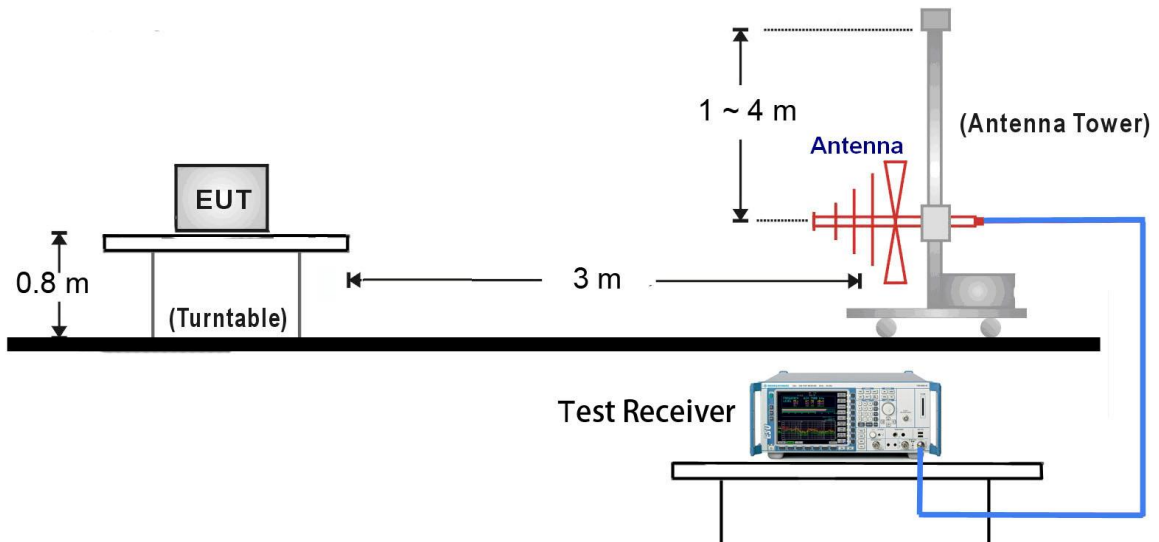 1 ~ 4 m
(Antenna Tower)
Antenna
EUT
0.8 m
3 m
(Turntable)
Test Receiver